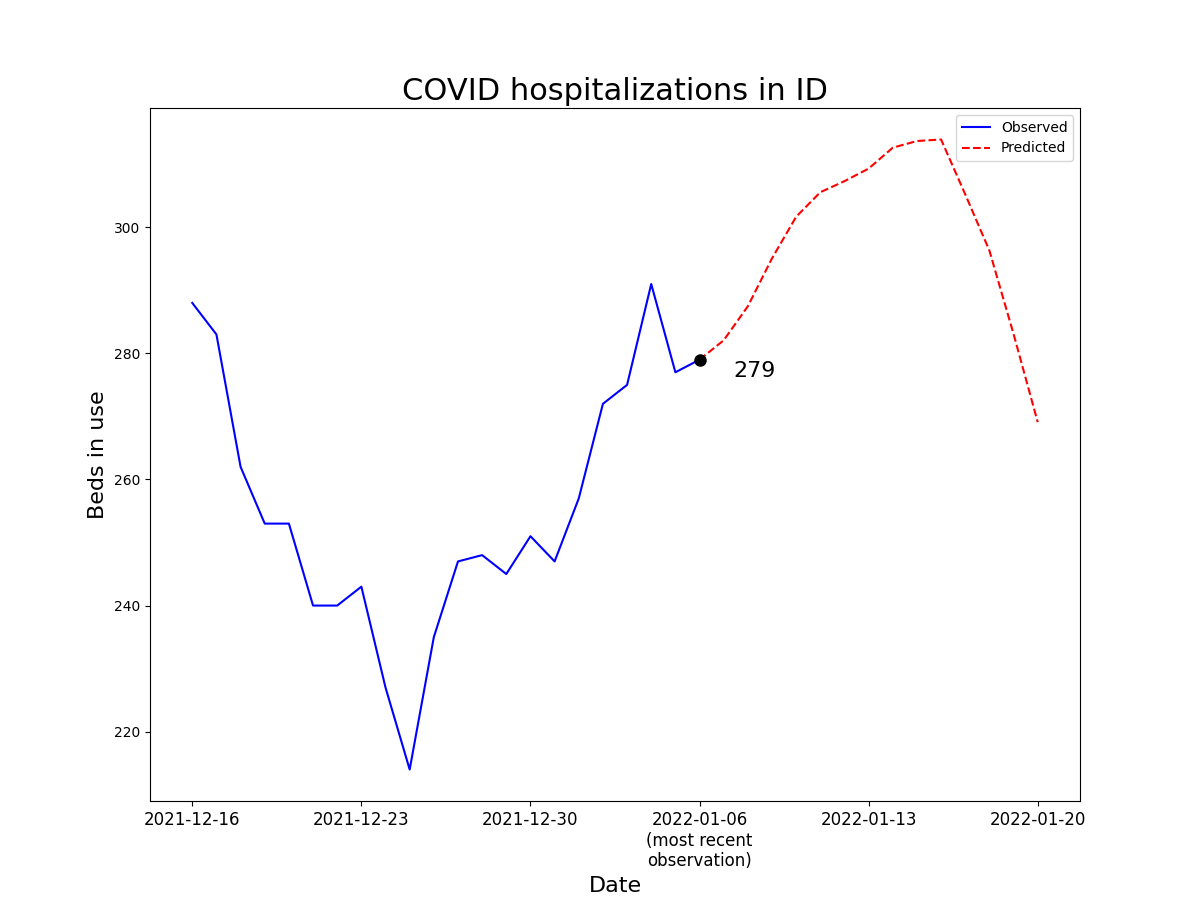 COVID hospitalizations in ID
Observed
Predicted
300
280
260
240
220
Beds in use
279
2021-12-16
2021-12-23
2021-12-30
2022-01-06
(most recent
observation)
2022-01-13
2022-01-20
Date